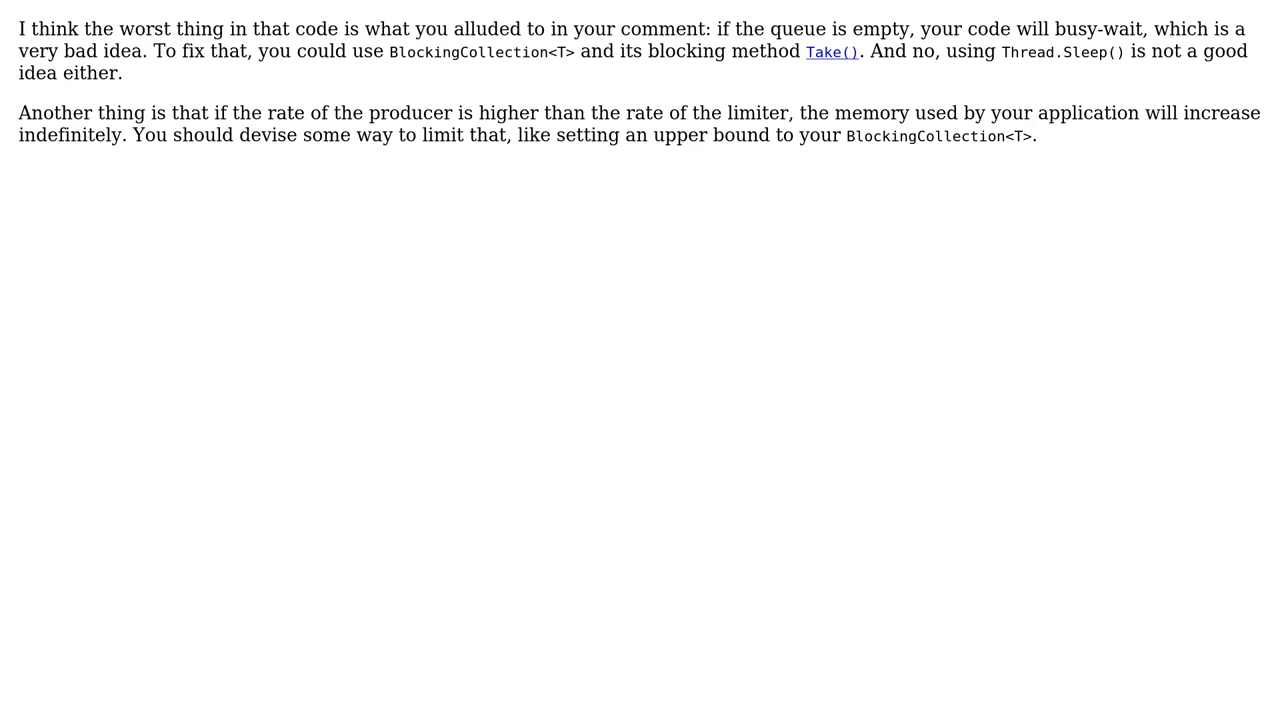 I think the worst thing in that code is what you alluded to in your comment: if the queue is empty, your code will busy-wait, which is a
very bad idea. To fix that, you could use BlockingCollection<T> and its blocking method Take(). And no, using Thread.Sleep() is not a good
idea either.
Another thing is that if the rate of the producer is higher than the rate of the limiter, the memory used by your application will increase
indefinitely. You should devise some way to limit that, like setting an upper bound to your BlockingCollection<T>.